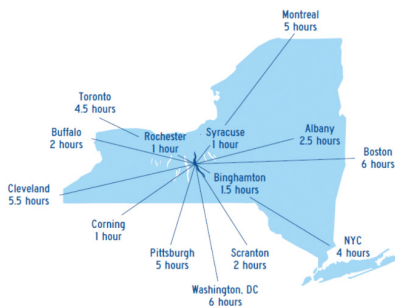 Montreal
5 hours
Toronto
4.5 hours
Buffalo
2 hours
Rochester
1 hour
Syracuse
1 hour
Albany
2.5 hours
Boston
6 hours
Cleveland
5.5 hours
Binghamton
1.5 hours
Corning
1 hour
Pittsburgh
5 hours
Scranton
2 hours
NYC
4 hours
Washington, DC
6 hours